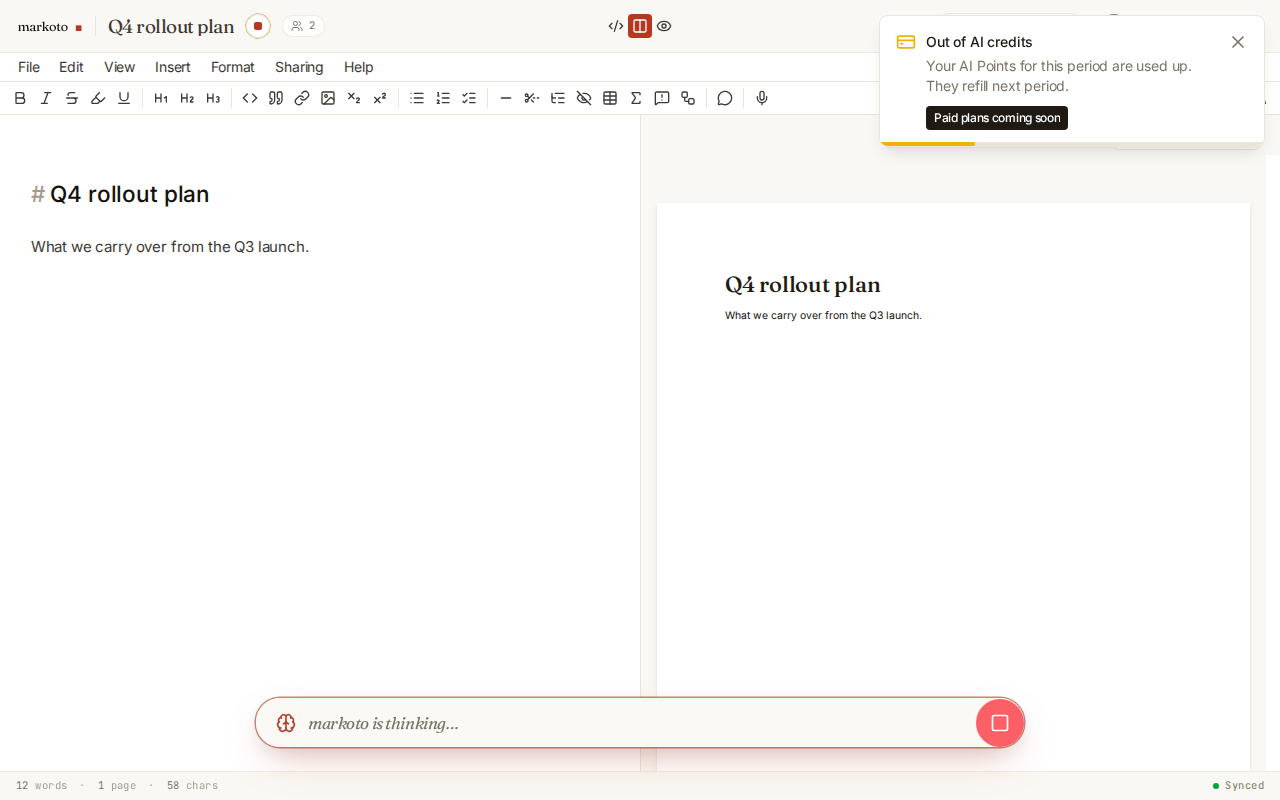 markoto
Q4 rollout plan
2
Out of AI credits
Your AI Points for this period are used up.
They refill next period.
Paid plans coming soon
File Edit View Insert Format Sharing Help
H1 H2 H3
# Q4 rollout plan
What we carry over from the Q3 launch.
Q4 rollout plan
What we carry over from the Q3 launch.
markoto is thinking...
12 words · 1 page · 58 chars
Synced